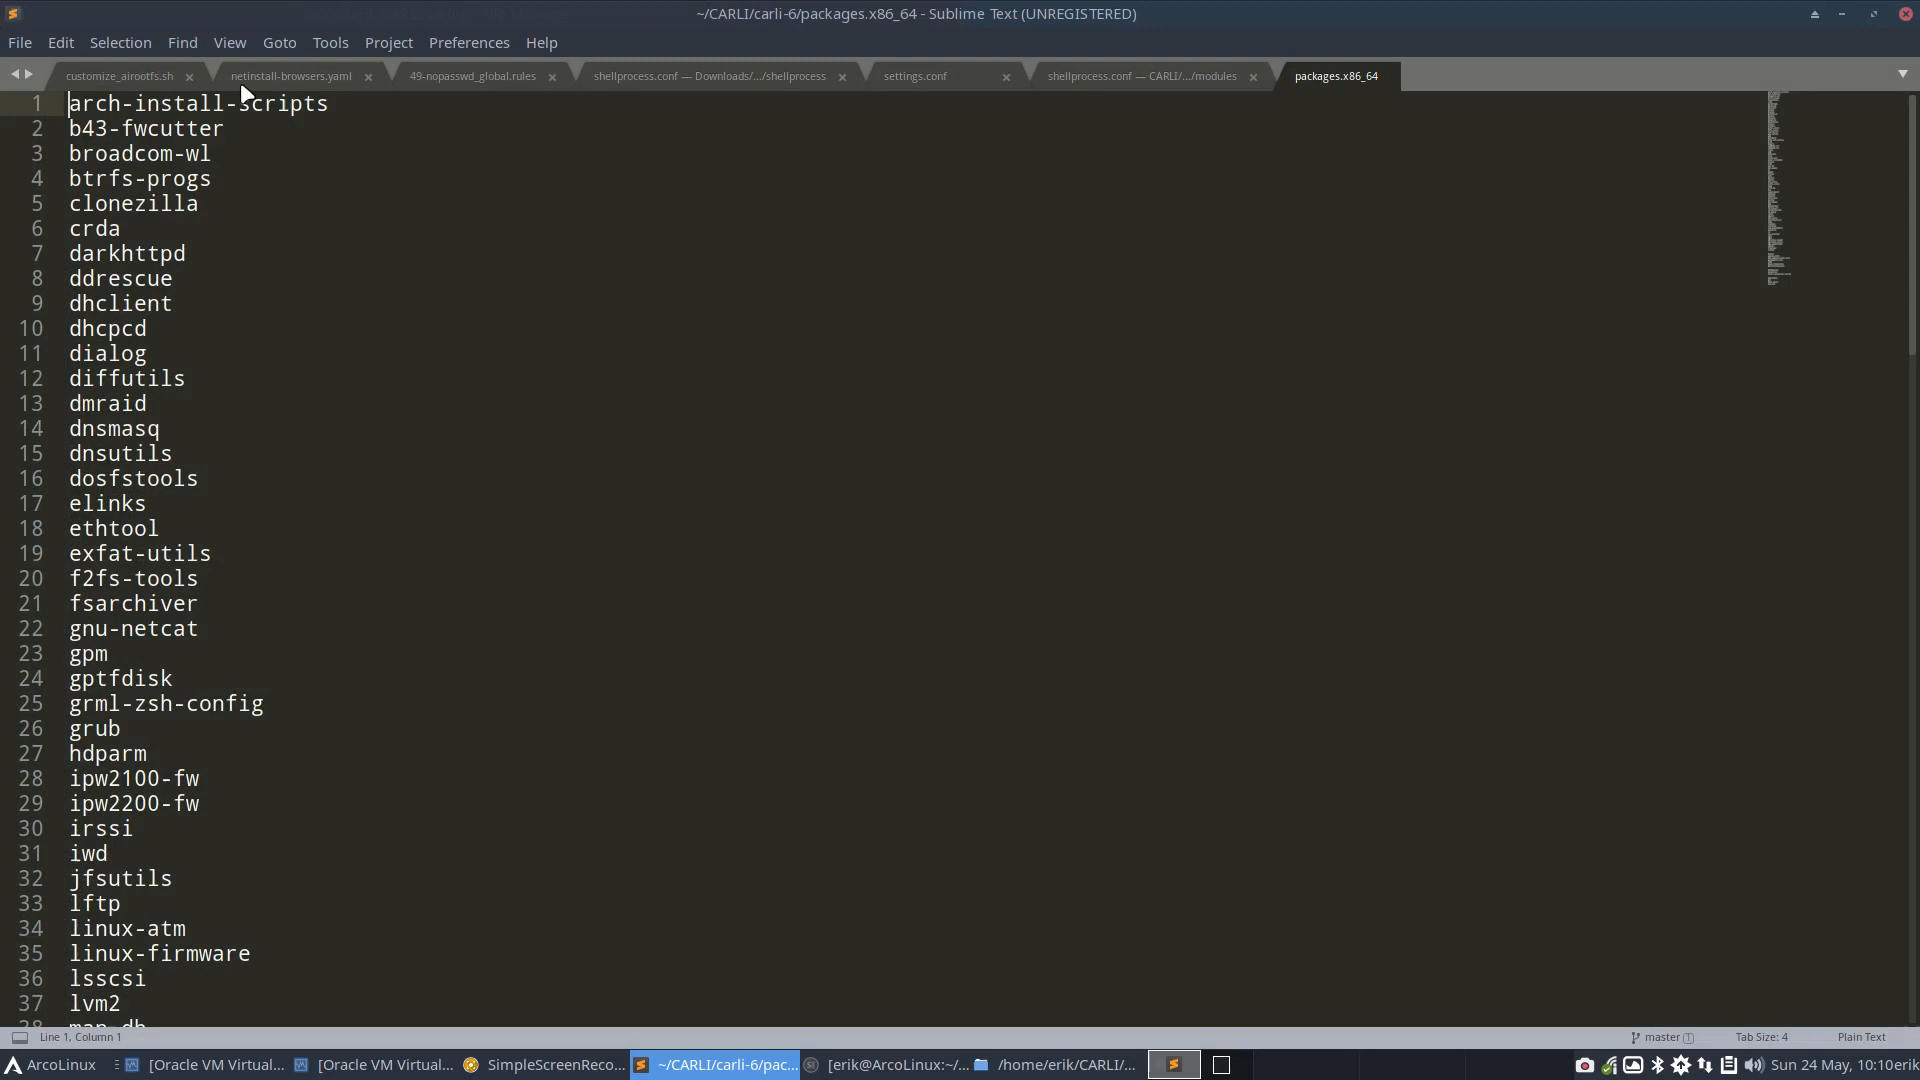 ~/CARLI/carli-6/packages.x86_64 - Sublime Text (UNREGISTERED)
File Edit Selection Find View Goto Tools Project Preferences Help
customize_airootfs.sh netinstall-browsers.yaml 49-nopasswd_global.rules shellprocess.conf — Downloads/.../shellprocess settings.conf shellprocess.conf — CARLI/.../modules packages.x86_64
1 arch-install-scripts
2 b43-fwcutter
3 broadcom-wl
4 btrfs-progs
5 clonezilla
6 crda
7 darkhttpd
8 ddrescue
9 dhclient
10 dhcpcd
11 dialog
12 diffutils
13 dmraid
14 dnsmasq
15 dnsutils
16 dosfstools
17 elinks
18 ethtool
19 exfat-utils
20 f2fs-tools
21 fsarchiver
22 gnu-netcat
23 gpm
24 gptfdisk
25 grml-zsh-config
26 grub
27 hdparm
28 ipw2100-fw
29 ipw2200-fw
30 irssi
31 iwd
32 jfsutils
33 lftp
34 linux-atm
35 linux-firmware
36 lsscsi
37 lvm2
38 man-db
Line 1, Column 1 master 1 Tab Size: 4 Plain Text
ArcoLinux [Oracle VM Virtual... [Oracle VM Virtual... SimpleScreenReco... ~/CARLI/carli-6/pac... [erik@ArcoLinux:~/... /home/erik/CARLI/... Sun 24 May, 10:10 erik